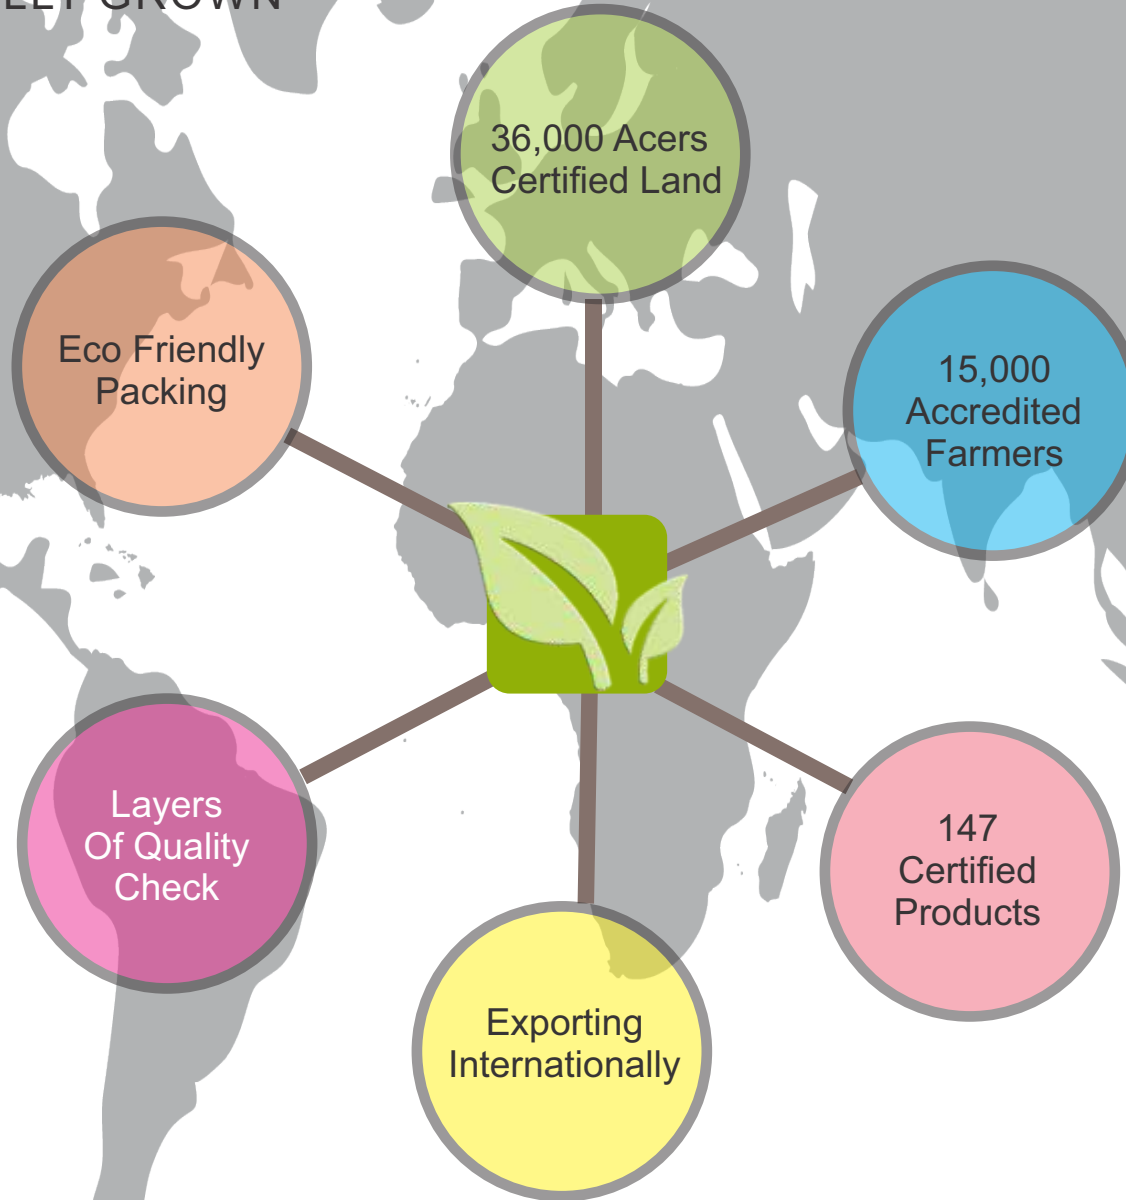 GROWN
36,000 Acers
Certified Land
Eco Friendly
Packing
15,000
Accredited
Farmers
Layers
Of Quality
Check
147
Certified
Products
Exporting
Internationally